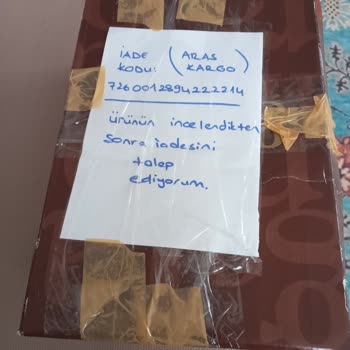 İADE (ARAS
KODU: KARGO)
7260012894222214
ürünün incelendikten
sonra iadesini
talep
ediyorum.